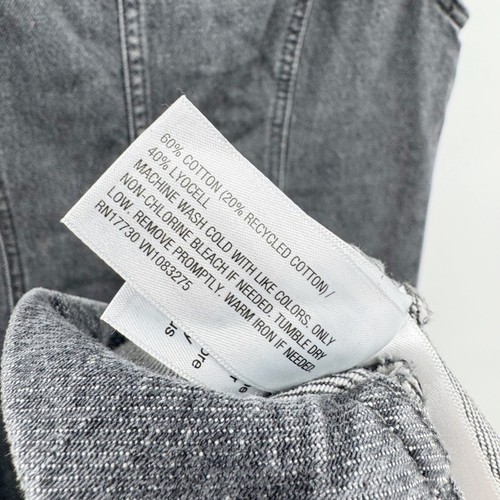 60% COTTON (20% RECYCLED COTTON) /
40% LYOCELL
MACHINE WASH COLD WITH LIKE COLORS. ONLY
NON-CHLORINE BLEACH IF NEEDED. TUMBLE DRY
LOW. REMOVE PROMPTLY. WARM IRON IF NEEDED.
RN17730 VN1083275